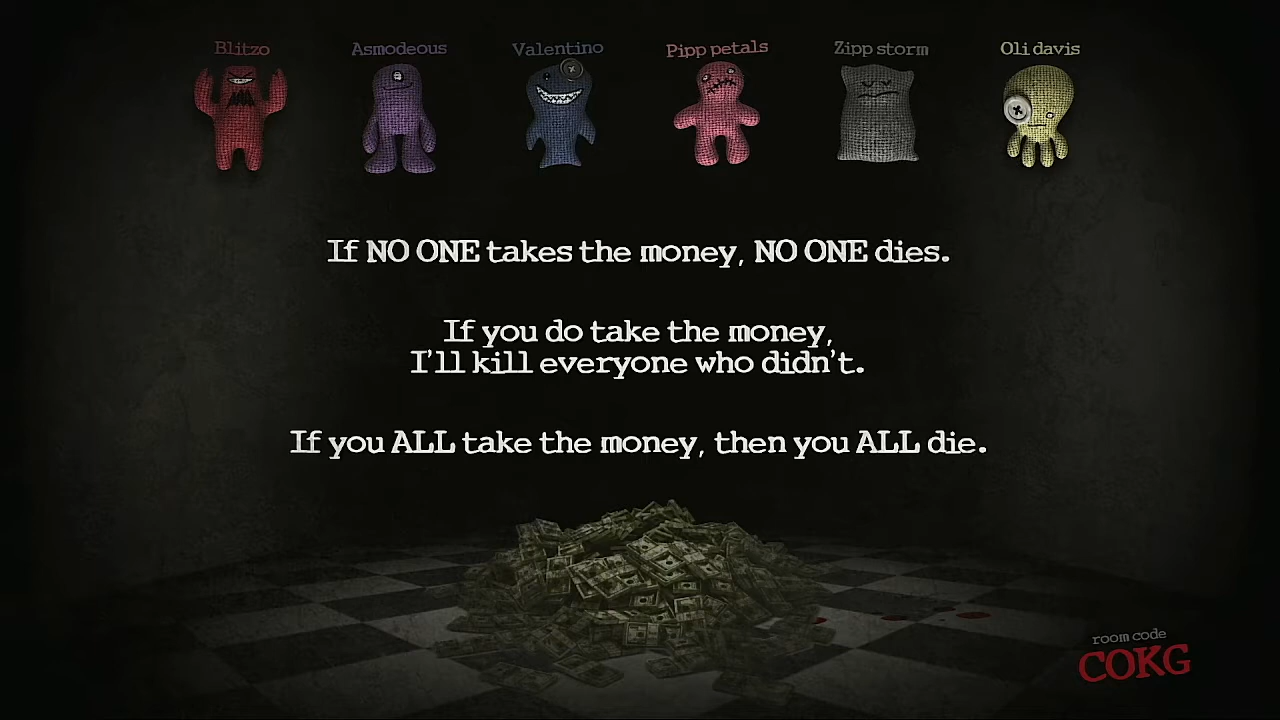 Blitzo Asmodeous Valentino Pipp petals Zipp storm Oli davis
If NO ONE takes the money, NO ONE dies.
If you do take the money,
I'll kill everyone who didn't.
If you ALL take the money, then you ALL die.
room code
COKG